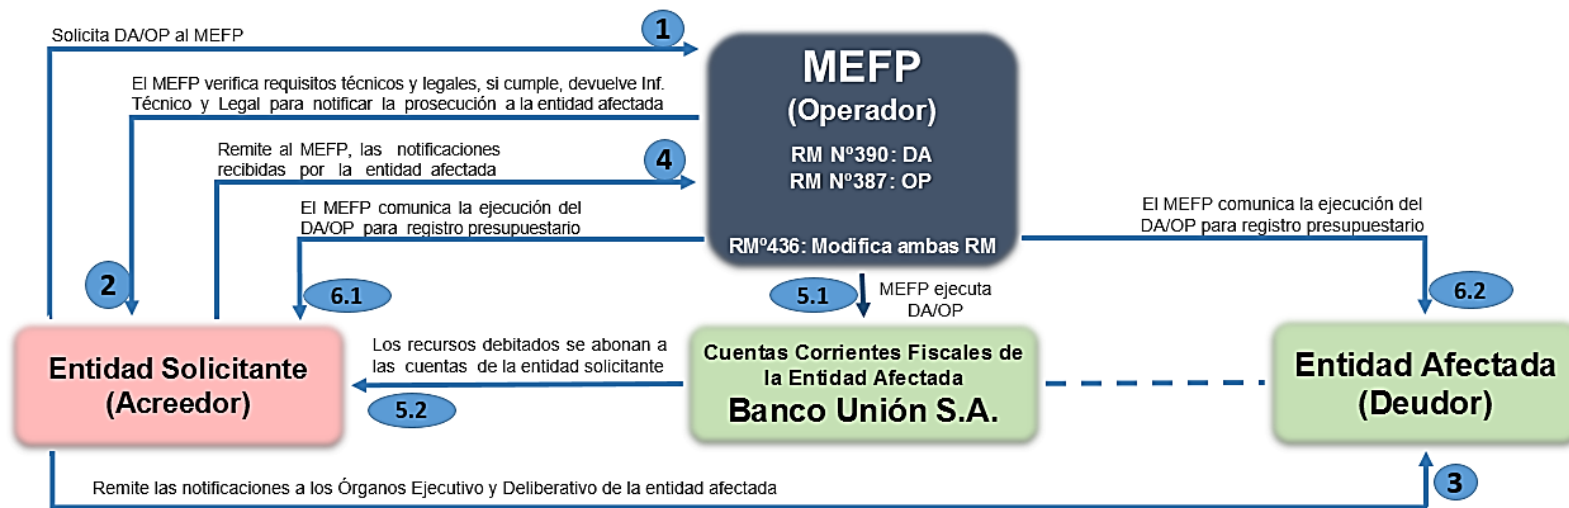 1
Solicita DA/OP al MEFP
MEFP
(Operador)
RM Nº390: DA
RM Nº387: OP
RMº436: Modifica ambas RM
El MEFP verifica requisitos técnicos y legales, si cumple, devuelve Inf.
Técnico y Legal para notificar la prosecución a la entidad afectada
2
Remite al MEFP, las notificaciones
recibidas por la entidad afectada
4
El MEFP comunica la ejecución del
DA/OP para registro presupuestario
6.1
El MEFP comunica la ejecución del
DA/OP para registro presupuestario
6.2
5.1
MEFP ejecuta
DA/OP
Entidad Solicitante
(Acreedor)
Los recursos debitados se abonan a
las cuentas de la entidad solicitante
5.2
Cuentas Corrientes Fiscales de
la Entidad Afectada
Banco Unión S.A.
Entidad Afectada
(Deudor)
Remite las notificaciones a los Órganos Ejecutivo y Deliberativo de la entidad afectada
3